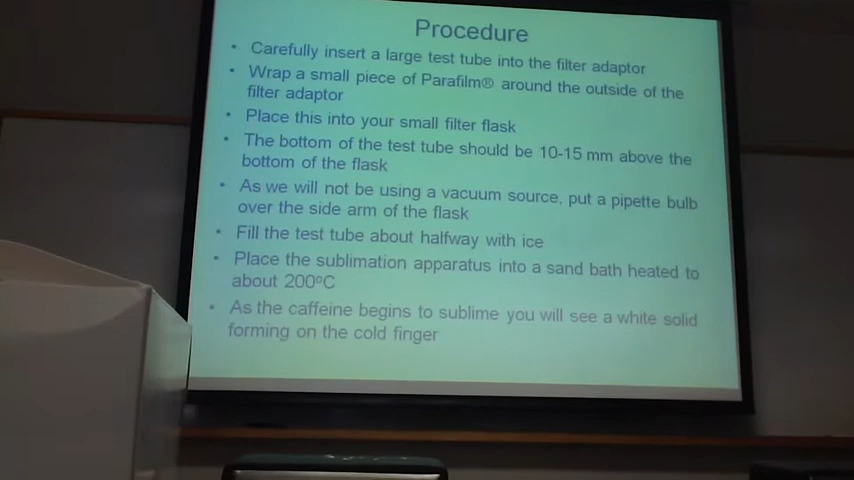 Procedure
• Carefully insert a large test tube into the filter adaptor
• Wrap a small piece of Parafilm® around the outside of the
filter adaptor
• Place this into your small filter flask
• The bottom of the test tube should be 10-15 mm above the
bottom of the flask
• As we will not be using a vacuum source, put a pipette bulb
over the side arm of the flask
• Fill the test tube about halfway with ice
• Place the sublimation apparatus into a sand bath heated to
about 200ºC
• As the caffeine begins to sublime you will see a white solid
forming on the cold finger